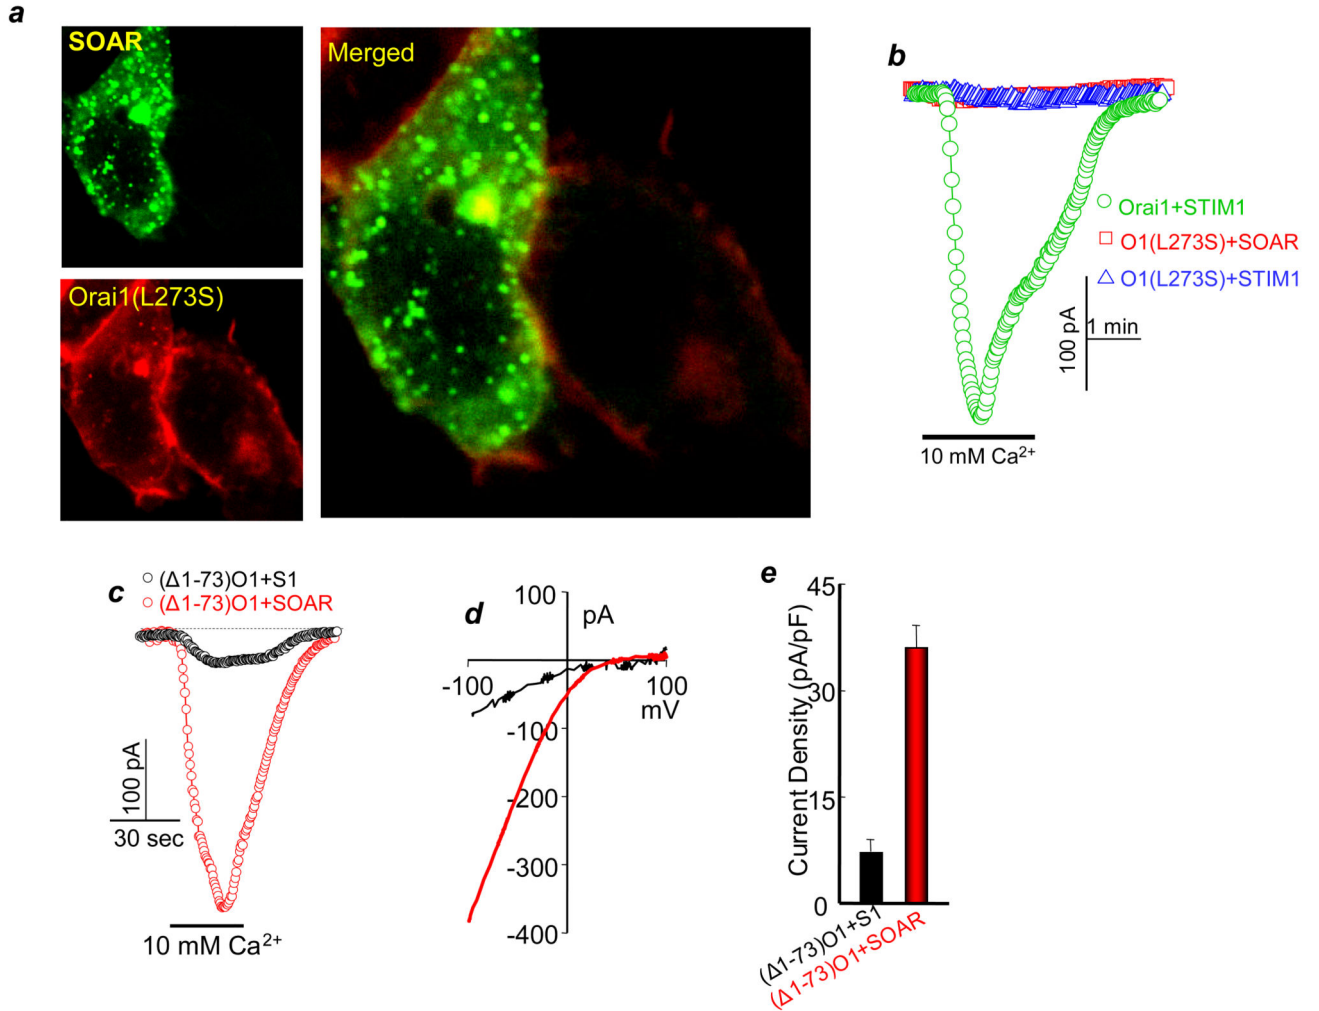 a
SOAR
Orai1(L273S)
Merged
b
Orai1+STIM1
O1(L273S)+SOAR
O1(L273S)+STIM1
100 pA
1 min
10 mM Ca²⁺
c
(Δ1-73)O1+S1
(Δ1-73)O1+SOAR
100 pA
30 sec
10 mM Ca²⁺
d
100
pA
-100
100
mV
-100
-200
-300
-400
e
Current Density (pA/pF)
45
30
15
0
(Δ1-73)O1+S1
(Δ1-73)O1+SOAR